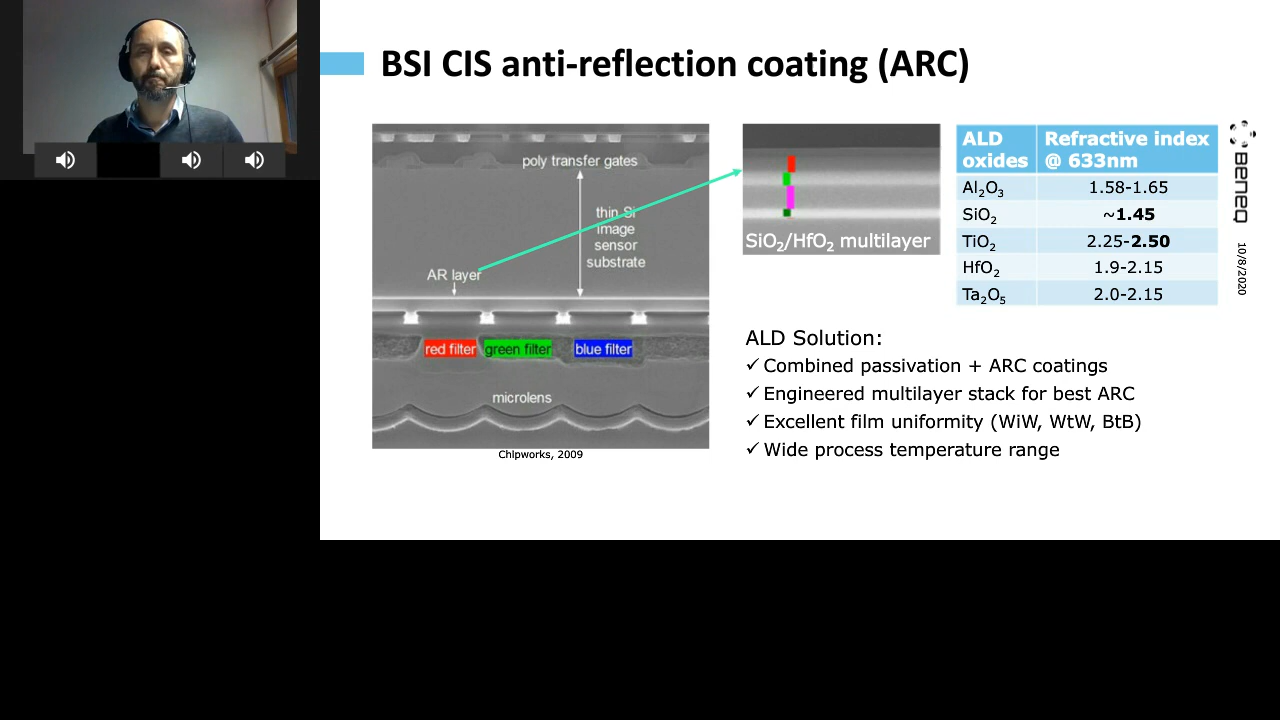 BSI CIS anti-reflection coating (ARC)
poly transfer gates
thin Si
image
sensor
substrate
AR layer
red filter
green filter
blue filter
microlens
Chipworks, 2009
SiO₂/HfO₂ multilayer
ALD oxides Refractive index @ 633nm
Al₂O₃ 1.58-1.65
SiO₂ ~1.45
TiO₂ 2.25-2.50
HfO₂ 1.9-2.15
Ta₂O₅ 2.0-2.15
ALD Solution:
✓ Combined passivation + ARC coatings
✓ Engineered multilayer stack for best ARC
✓ Excellent film uniformity (WiW, WtW, BtB)
✓ Wide process temperature range
BENEQ
10/8/2020